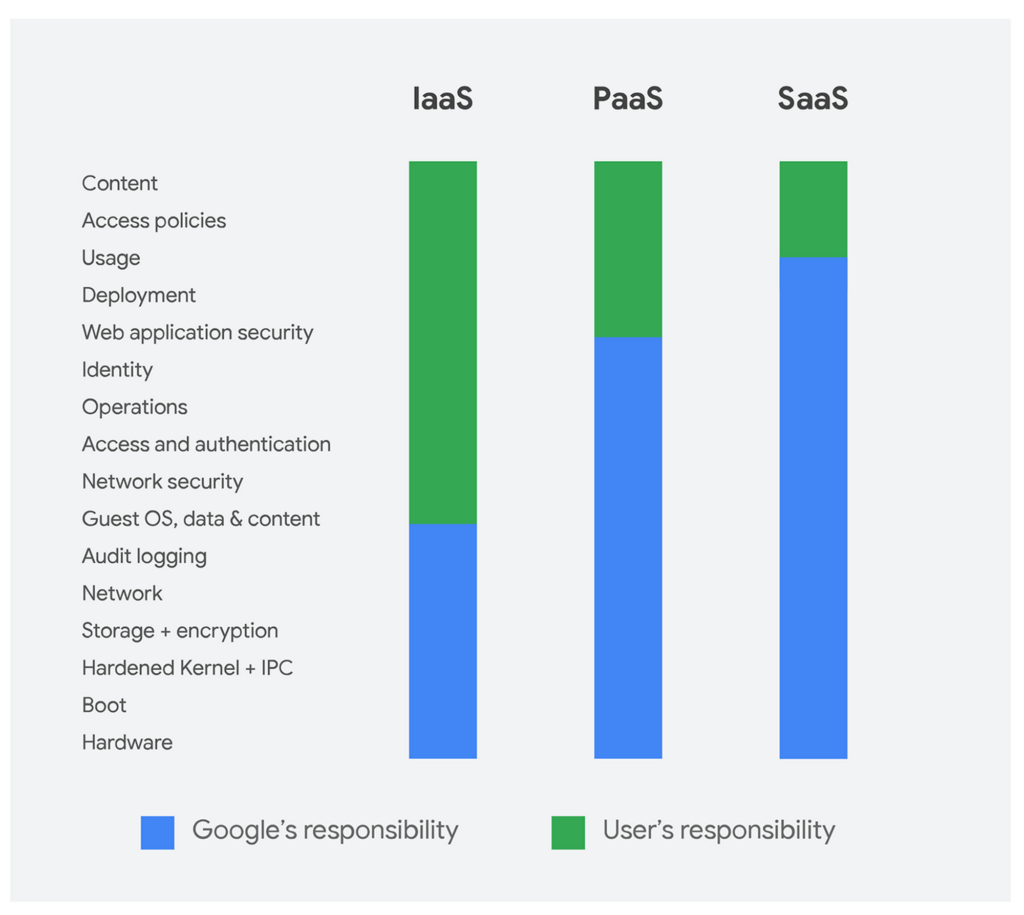 IaaS PaaS SaaS
Content
Access policies
Usage
Deployment
Web application security
Identity
Operations
Access and authentication
Network security
Guest OS, data & content
Audit logging
Network
Storage + encryption
Hardened Kernel + IPC
Boot
Hardware
Google’s responsibility User’s responsibility